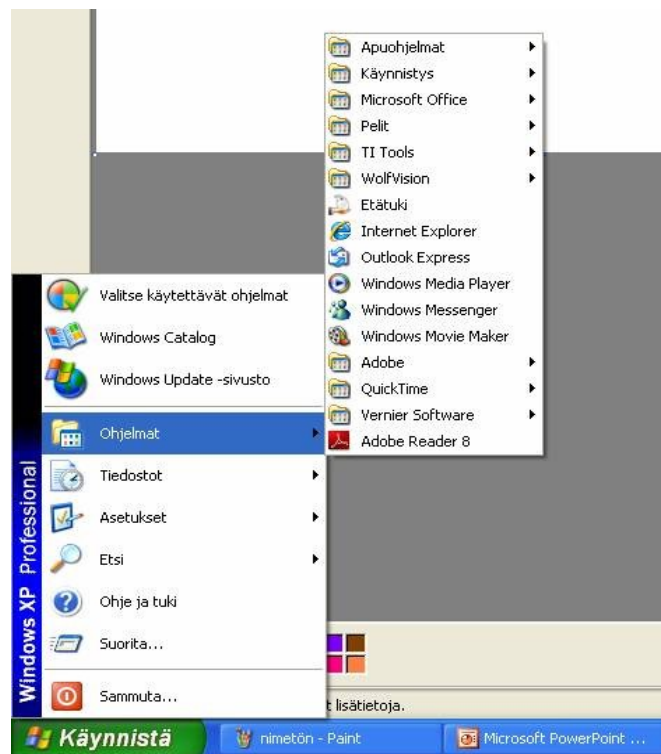 Apuohjelmat
Käynnistys
Microsoft Office
Pelit
TI Tools
WolfVision
Etätuki
Internet Explorer
Outlook Express
Windows Media Player
Windows Messenger
Windows Movie Maker
Adobe
QuickTime
Vernier Software
Adobe Reader 8
Valitse käytettävät ohjelmat
Windows Catalog
Windows Update -sivusto
Ohjelmat
Tiedostot
Asetukset
Etsi
Ohje ja tuki
Suorita...
Sammuta...
Windows XP Professional
t lisätietoja.
Käynnistä
nimetön - Paint
Microsoft PowerPoint ...